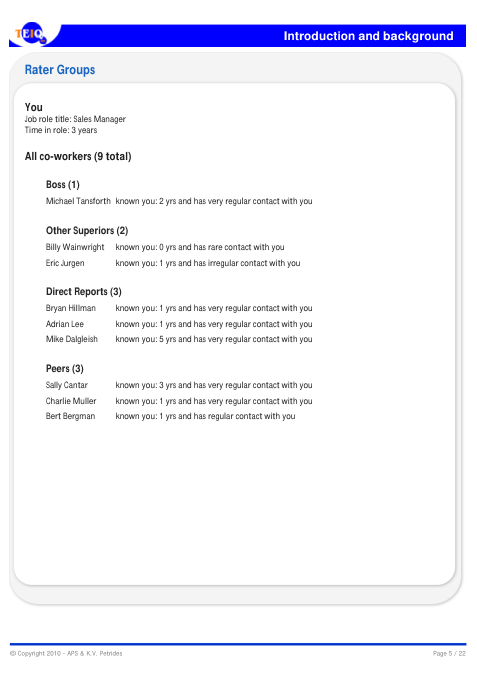 TEIQ
Introduction and background
Rater Groups
You
Job role title: Sales Manager
Time in role: 3 years
All co-workers (9 total)
Boss (1)
Michael Tansforth known you: 2 yrs and has very regular contact with you
Other Superiors (2)
Billy Wainwright known you: 0 yrs and has rare contact with you
Eric Jurgen known you: 1 yrs and has irregular contact with you
Direct Reports (3)
Bryan Hillman known you: 1 yrs and has very regular contact with you
Adrian Lee known you: 1 yrs and has very regular contact with you
Mike Dalgleish known you: 5 yrs and has very regular contact with you
Peers (3)
Sally Cantar known you: 3 yrs and has very regular contact with you
Charlie Muller known you: 1 yrs and has very regular contact with you
Bert Bergman known you: 1 yrs and has regular contact with you
© Copyright 2010 - APS & K.V. Petrides
Page 5 / 22